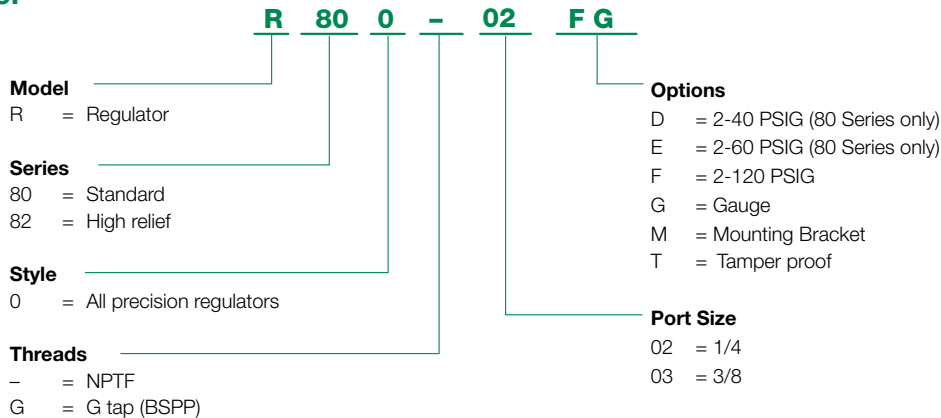 R 80 0 – 02 F G
Model
R = Regulator
Series
80 = Standard
82 = High relief
Style
0 = All precision regulators
Threads
– = NPTF
G = G tap (BSPP)
Options
D = 2-40 PSIG (80 Series only)
E = 2-60 PSIG (80 Series only)
F = 2-120 PSIG
G = Gauge
M = Mounting Bracket
T = Tamper proof
Port Size
02 = 1/4
03 = 3/8